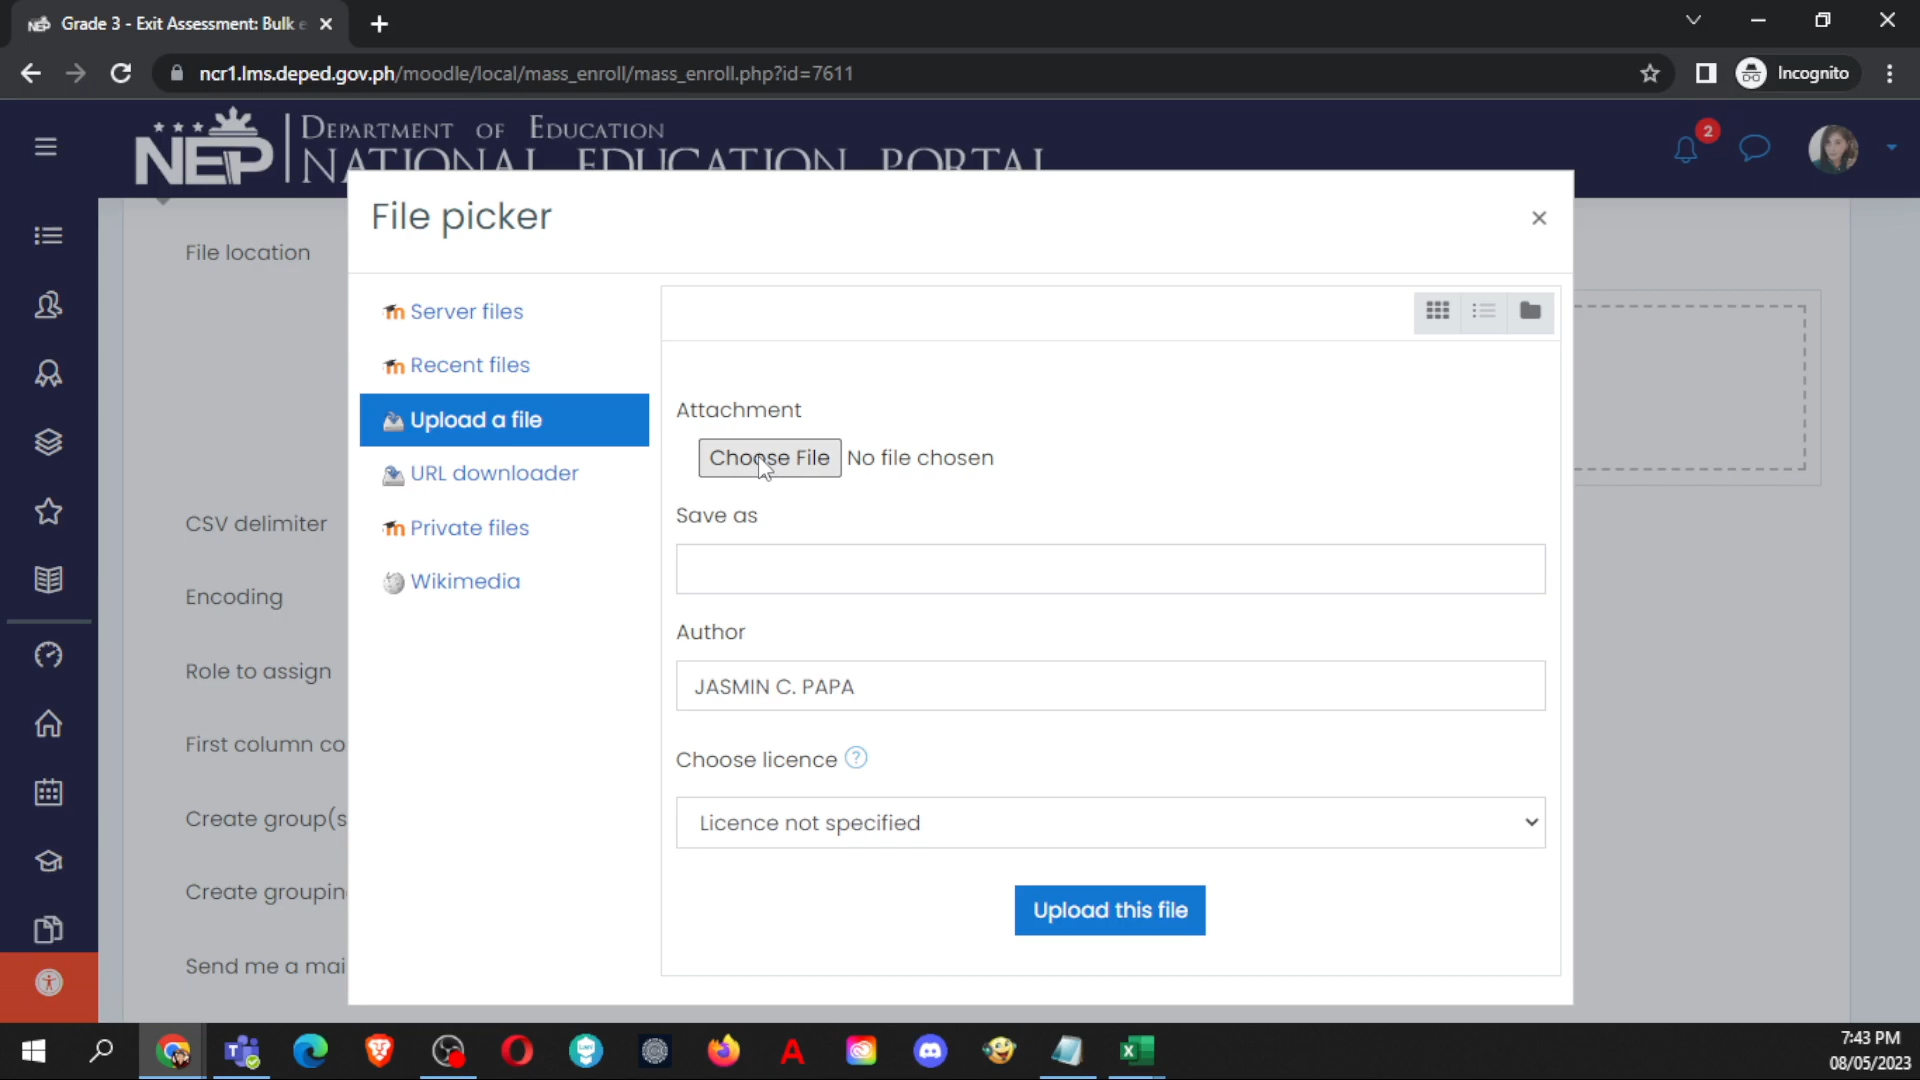 Grade 3 - Exit Assessment: Bulk e
ncr1.lms.deped.gov.ph/moodle/local/mass_enroll/mass_enroll.php?id=7611
Incognito
NEP
DEPARTMENT OF EDUCATION
NATIONAL EDUCATION PORTAL
2
File picker
File location
Server files
Recent files
Upload a file
URL downloader
Private files
Wikimedia
Attachment
Choose File No file chosen
Save as
Author
JASMIN C. PAPA
Choose licence
Licence not specified
Upload this file
CSV delimiter
Encoding
Role to assign
First column co
Create group(s
Create groupin
Send me a mai
7:43 PM
08/05/2023